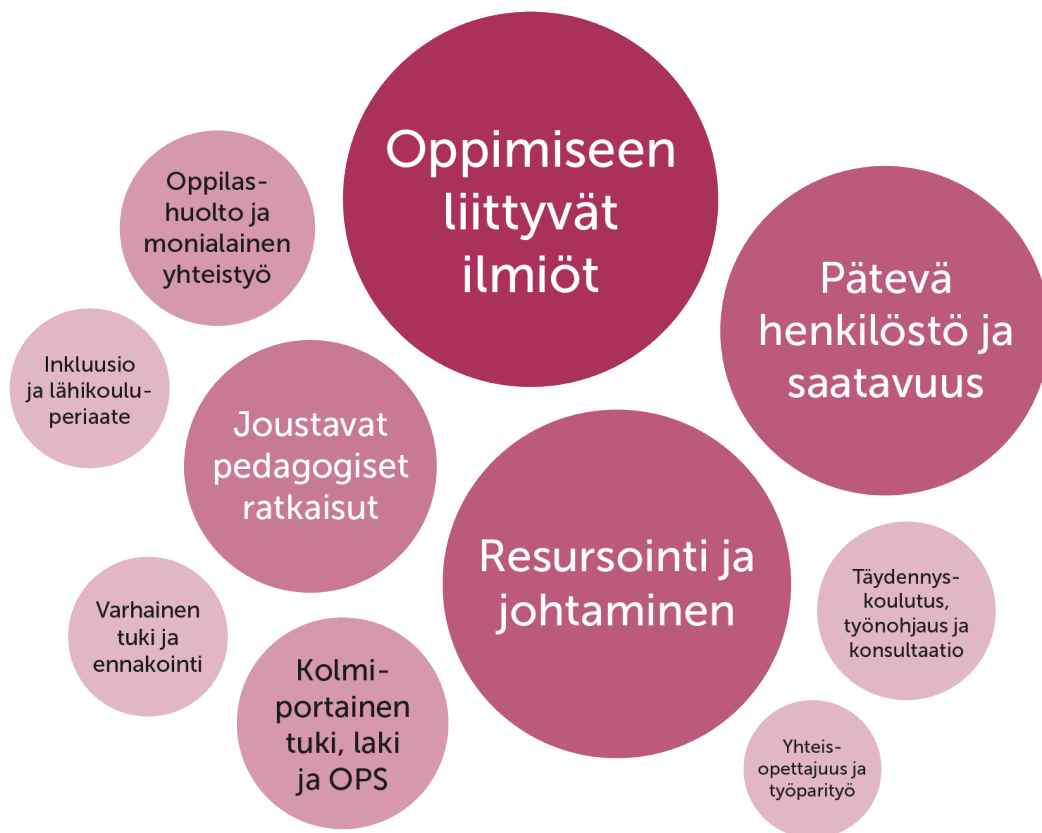 Oppimiseen
liittyvät
ilmiöt
Oppilas-
huolto ja
monialainen
yhteistyö
Pätevä
henkilöstö ja
saatavuus
Inkluusio
ja lähikoulu-
periaate
Joustavat
pedagogiset
ratkaisut
Resursointi ja
johtaminen
Täydennys-
koulutus,
työnohjaus ja
konsultaatio
Varhainen
tuki ja
ennakointi
Kolmi-
portainen
tuki, laki
ja OPS
Yhteis-
opettajuus ja
työparityö